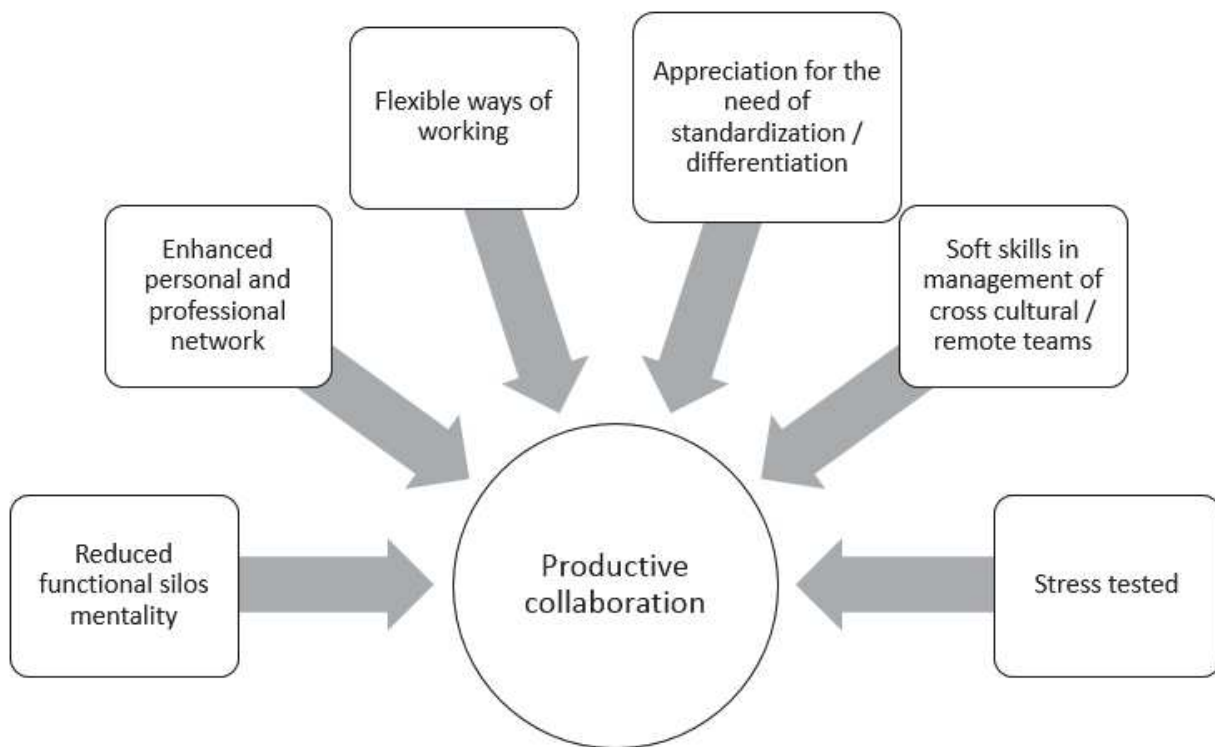 Flexible ways of
working
Appreciation for the
need of
standardization /
differentiation
Enhanced
personal and
professional
network
Soft skills in
management of
cross cultural /
remote teams
Reduced
functional silos
mentality
Productive
collaboration
Stress tested